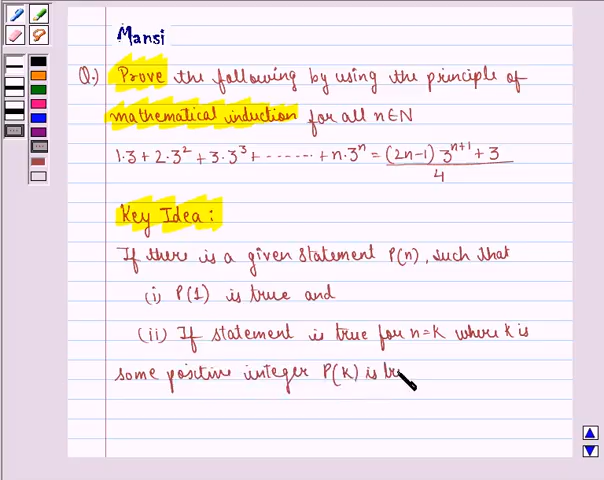 Mansi
Q.) Prove the following by using the principle of
mathematical induction for all n∈N
1·3 + 2·3² + 3·3³ + ······ + n·3ⁿ = (2n-1) 3ⁿ⁺¹ + 3
4
Key Idea:
If there is a given statement P(n), such that
(i) P(1) is true and
(ii) If statement is true for n=k where k is
some positive integer P(k) is